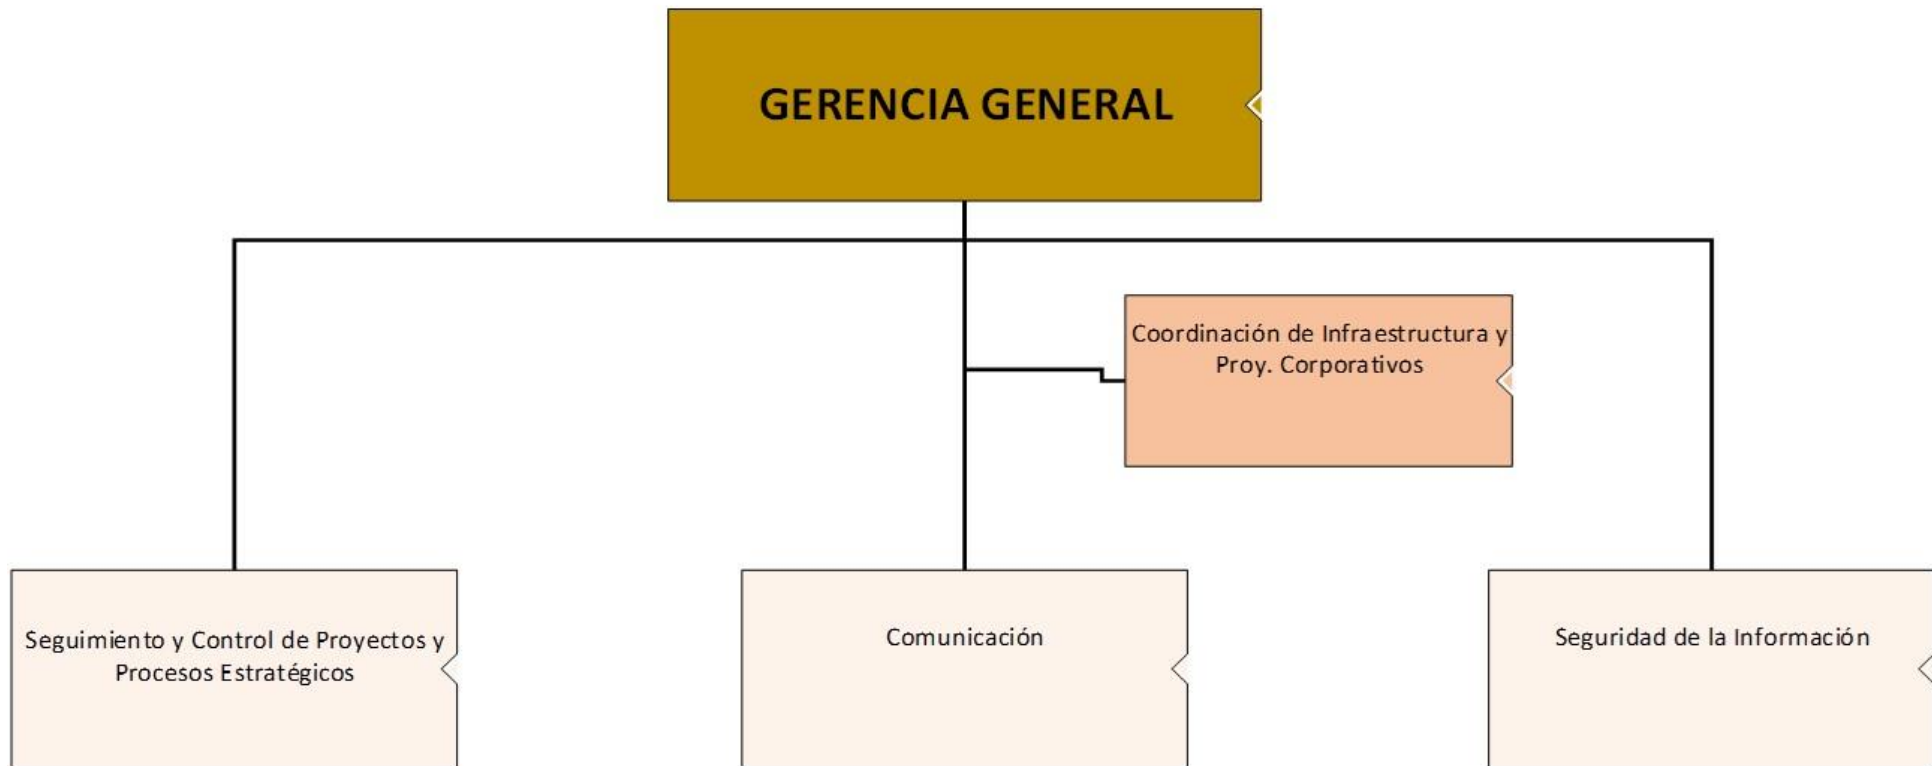 GERENCIA GENERAL
Coordinación de Infraestructura y
Proy. Corporativos
Seguimiento y Control de Proyectos y
Procesos Estratégicos
Comunicación
Seguridad de la Información